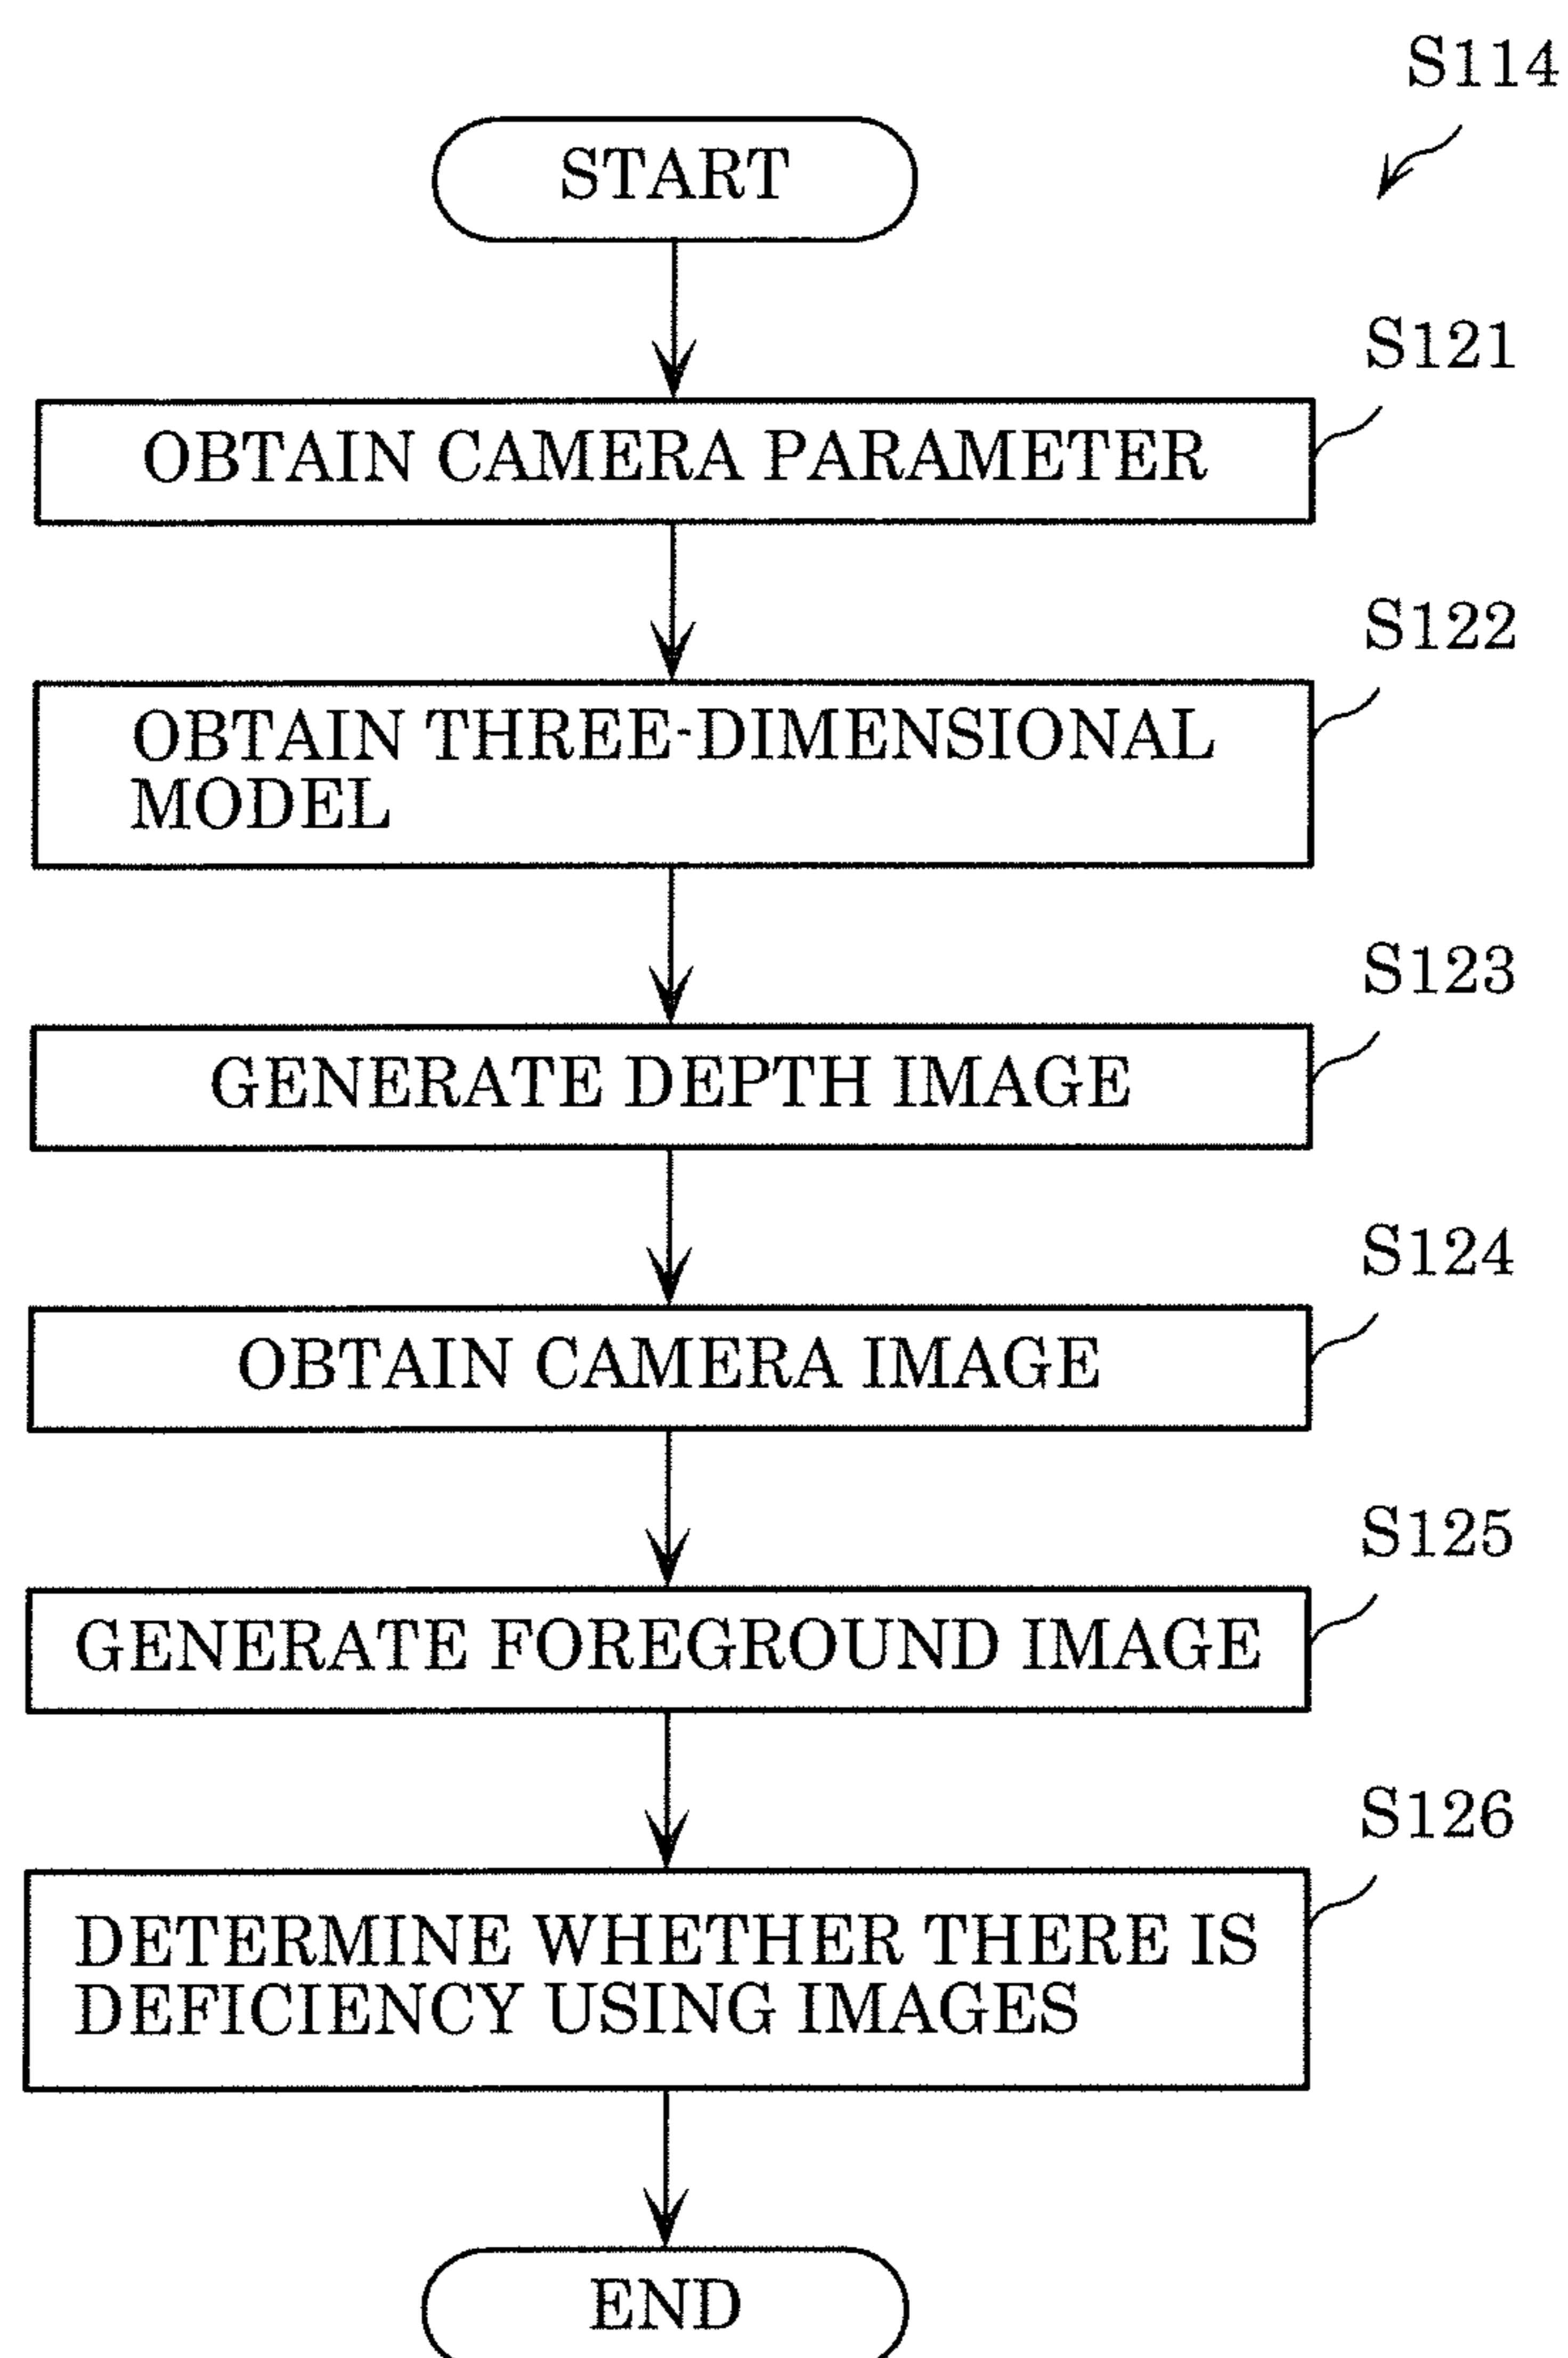 S114
START
S121
OBTAIN CAMERA PARAMETER
S122
OBTAIN THREE-DIMENSIONAL
MODEL
S123
GENERATE DEPTH IMAGE
S124
OBTAIN CAMERA IMAGE
S125
GENERATE FOREGROUND IMAGE
S126
DETERMINE WHETHER THERE IS
DEFICIENCY USING IMAGES
END